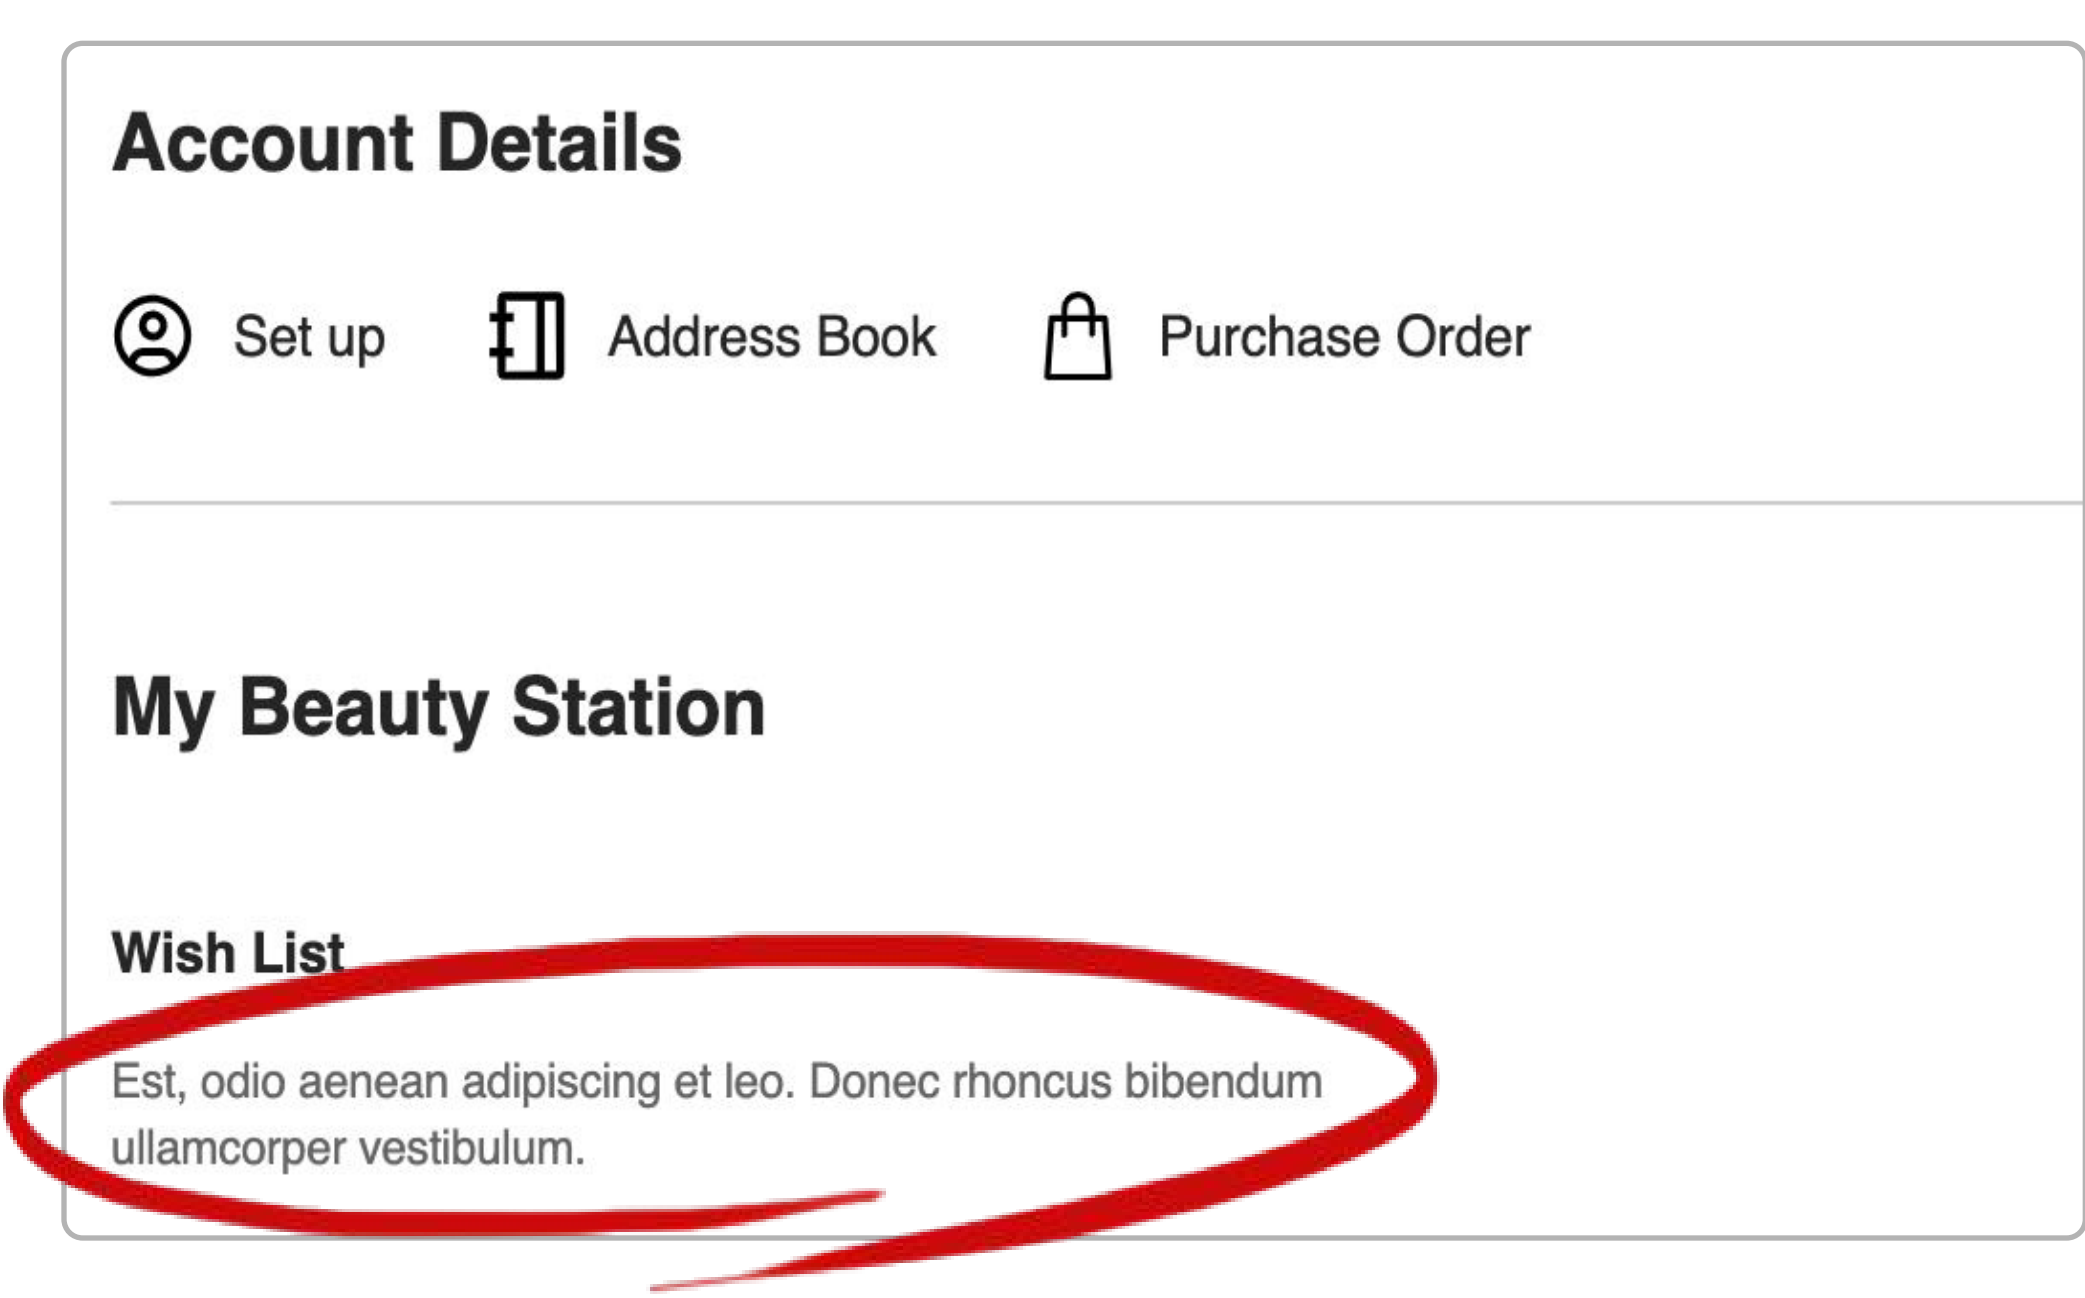 Account Details
Set up Address Book Purchase Order
My Beauty Station
Wish List
Est, odio aenean adipiscing et leo. Donec rhoncus bibendum
ullamcorper vestibulum.